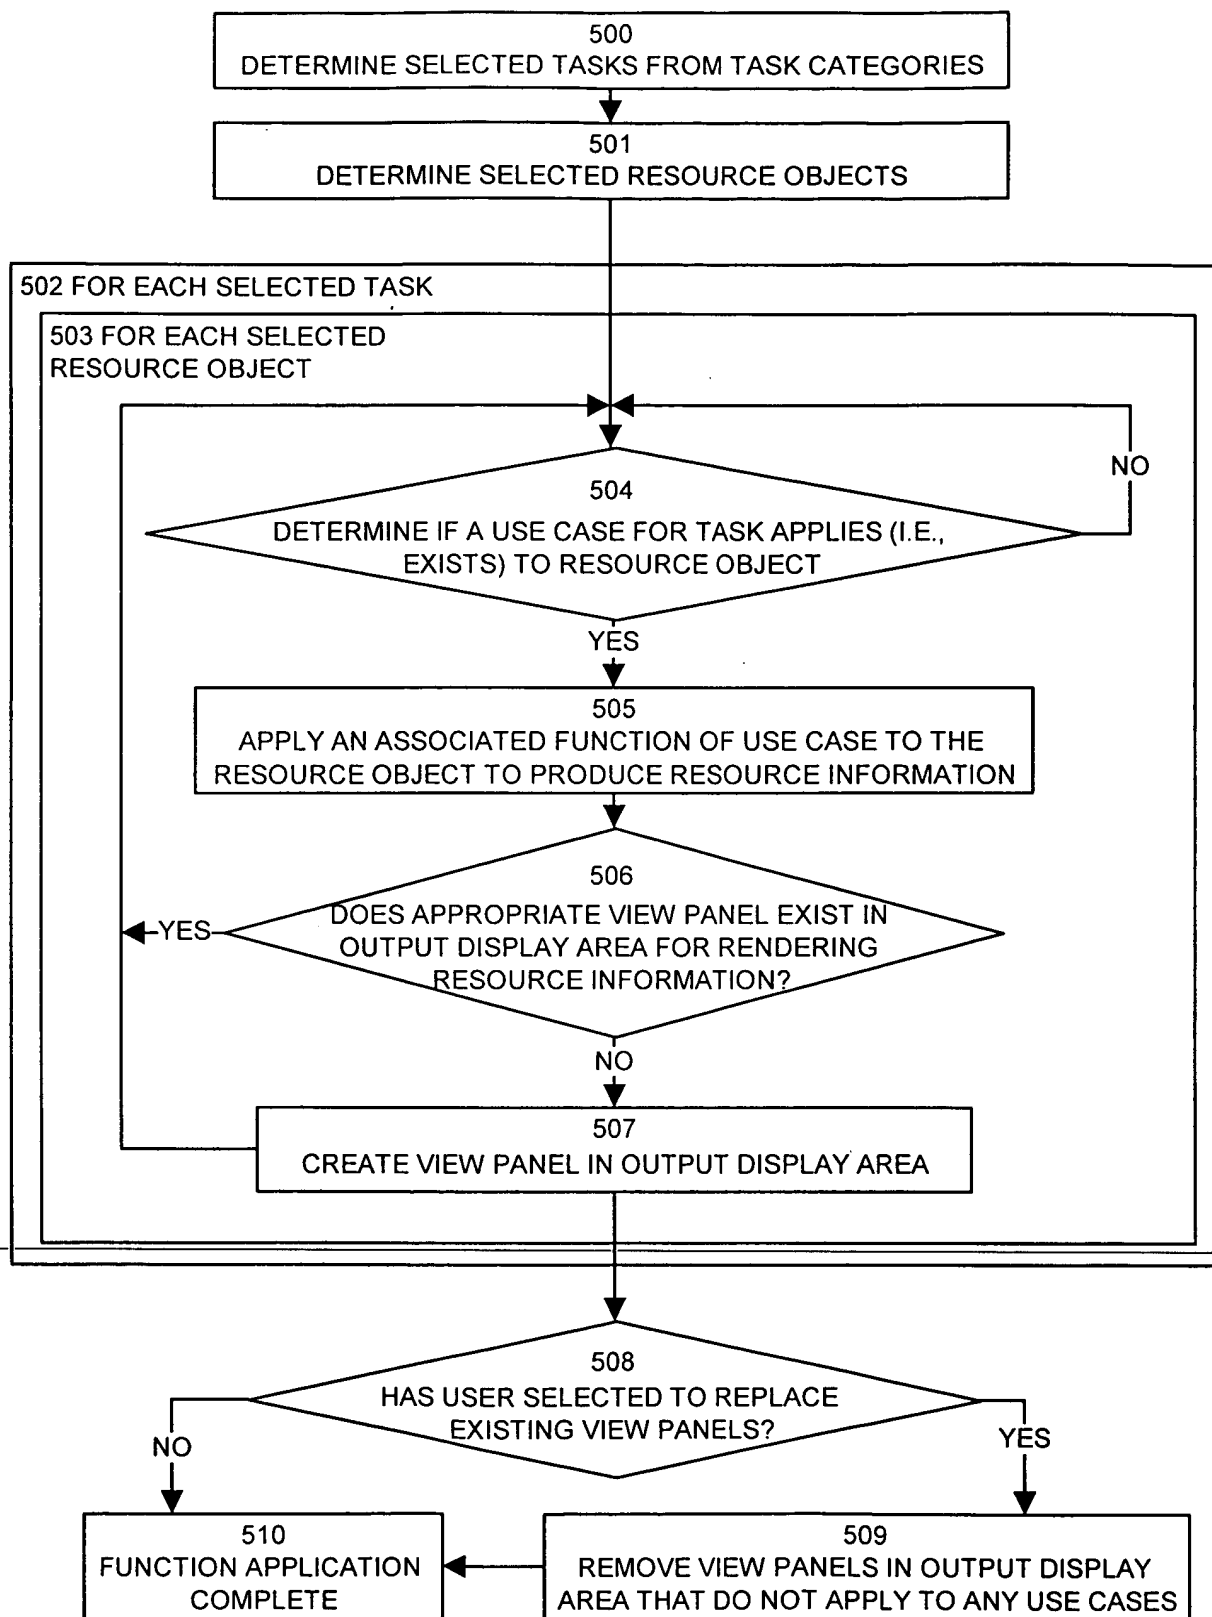 500
DETERMINE SELECTED TASKS FROM TASK CATEGORIES
501
DETERMINE SELECTED RESOURCE OBJECTS
502 FOR EACH SELECTED TASK
503 FOR EACH SELECTED
RESOURCE OBJECT
NO
504
DETERMINE IF A USE CASE FOR TASK APPLIES (I.E.,
EXISTS) TO RESOURCE OBJECT
YES
505
APPLY AN ASSOCIATED FUNCTION OF USE CASE TO THE
RESOURCE OBJECT TO PRODUCE RESOURCE INFORMATION
506
DOES APPROPRIATE VIEW PANEL EXIST IN
OUTPUT DISPLAY AREA FOR RENDERING
RESOURCE INFORMATION?
YES
NO
507
CREATE VIEW PANEL IN OUTPUT DISPLAY AREA
508
HAS USER SELECTED TO REPLACE
EXISTING VIEW PANELS?
NO
YES
510
FUNCTION APPLICATION
COMPLETE
509
REMOVE VIEW PANELS IN OUTPUT DISPLAY
AREA THAT DO NOT APPLY TO ANY USE CASES